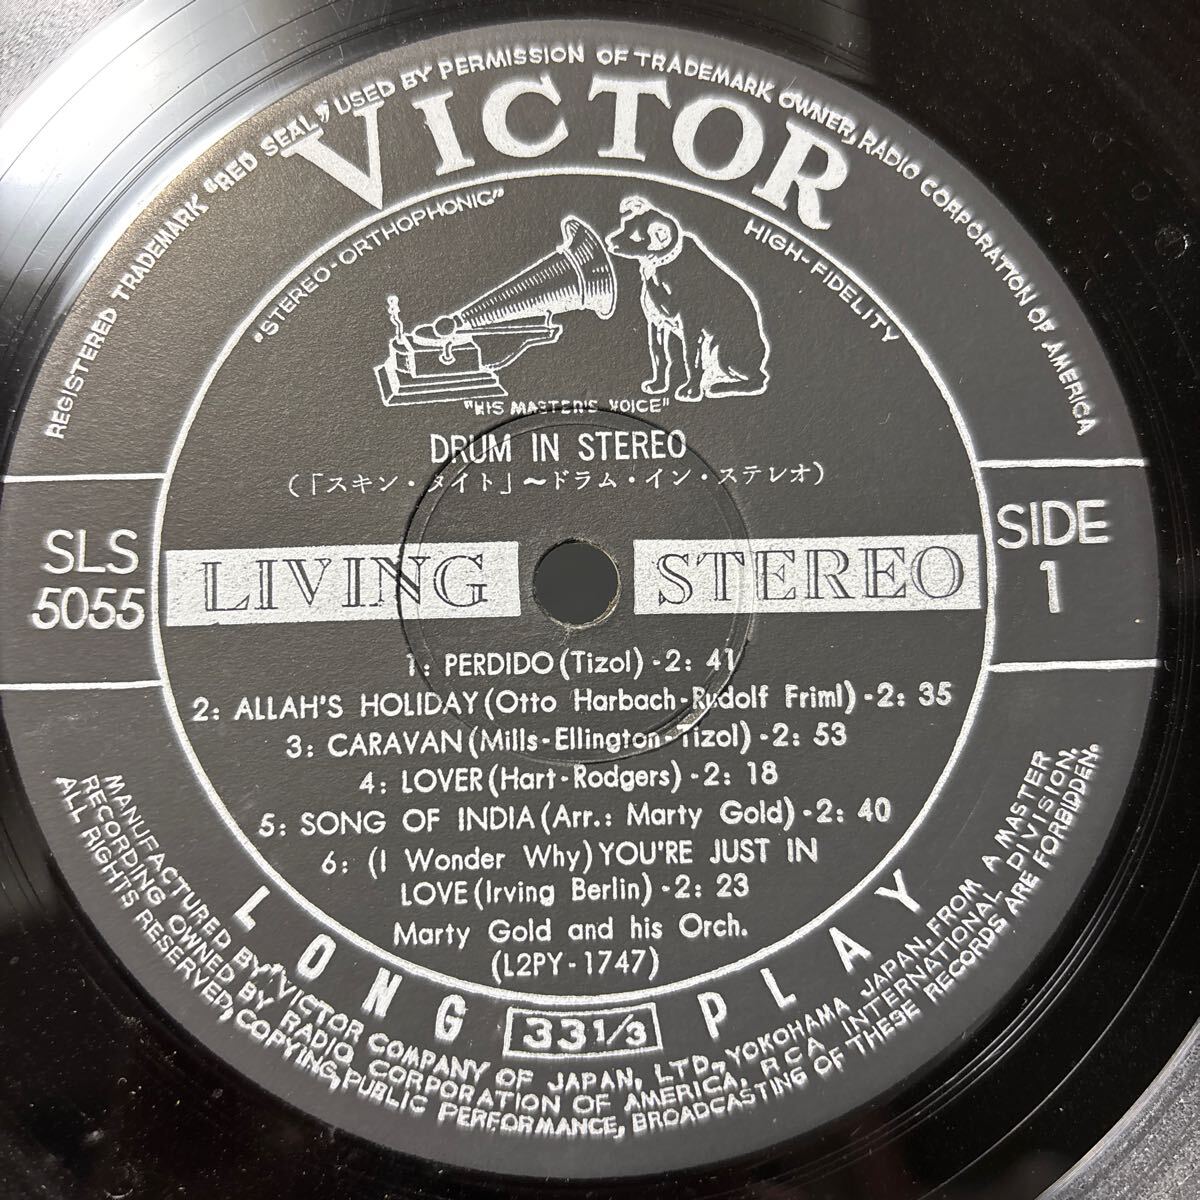 REGISTERED TRADEMARK "RED SEAL" USED BY PERMISSION OF TRADEMARK OWNER, RADIO CORPORATION OF AMERICA
VICTOR
"STEREO-ORTHOPHONIC"
HIGH-FIDELITY
"HIS MASTER'S VOICE"
DRUM IN STEREO
(「スキン・タイト」～ドラム・イン・ステレオ)
SLS
5055
LIVING STEREO
SIDE
1
1: PERDIDO (Tizol) - 2: 41
2: ALLAH'S HOLIDAY (Otto Harbach-Rudolf Friml) - 2: 35
3: CARAVAN (Mills-Ellington-Tizol) - 2: 53
4: LOVER (Hart-Rodgers) - 2: 18
5: SONG OF INDIA (Arr.: Marty Gold) - 2: 40
6: (I Wonder Why) YOU'RE JUST IN
LOVE (Irving Berlin) - 2: 23
Marty Gold and his Orch.
(L2PY-1747)
LONG 33 1/3 PLAY
MANUFACTURED BY "VICTOR COMPANY OF JAPAN, LTD., YOKOHAMA, JAPAN, FROM A MASTER
RECORDING OWNED BY RADIO CORPORATION OF AMERICA, RCA INTERNATIONAL DIVISION,
ALL RIGHTS RESERVED, COPYING, PUBLIC PERFORMANCE, BROADCASTING OF THESE RECORDS ARE FORBIDDEN.